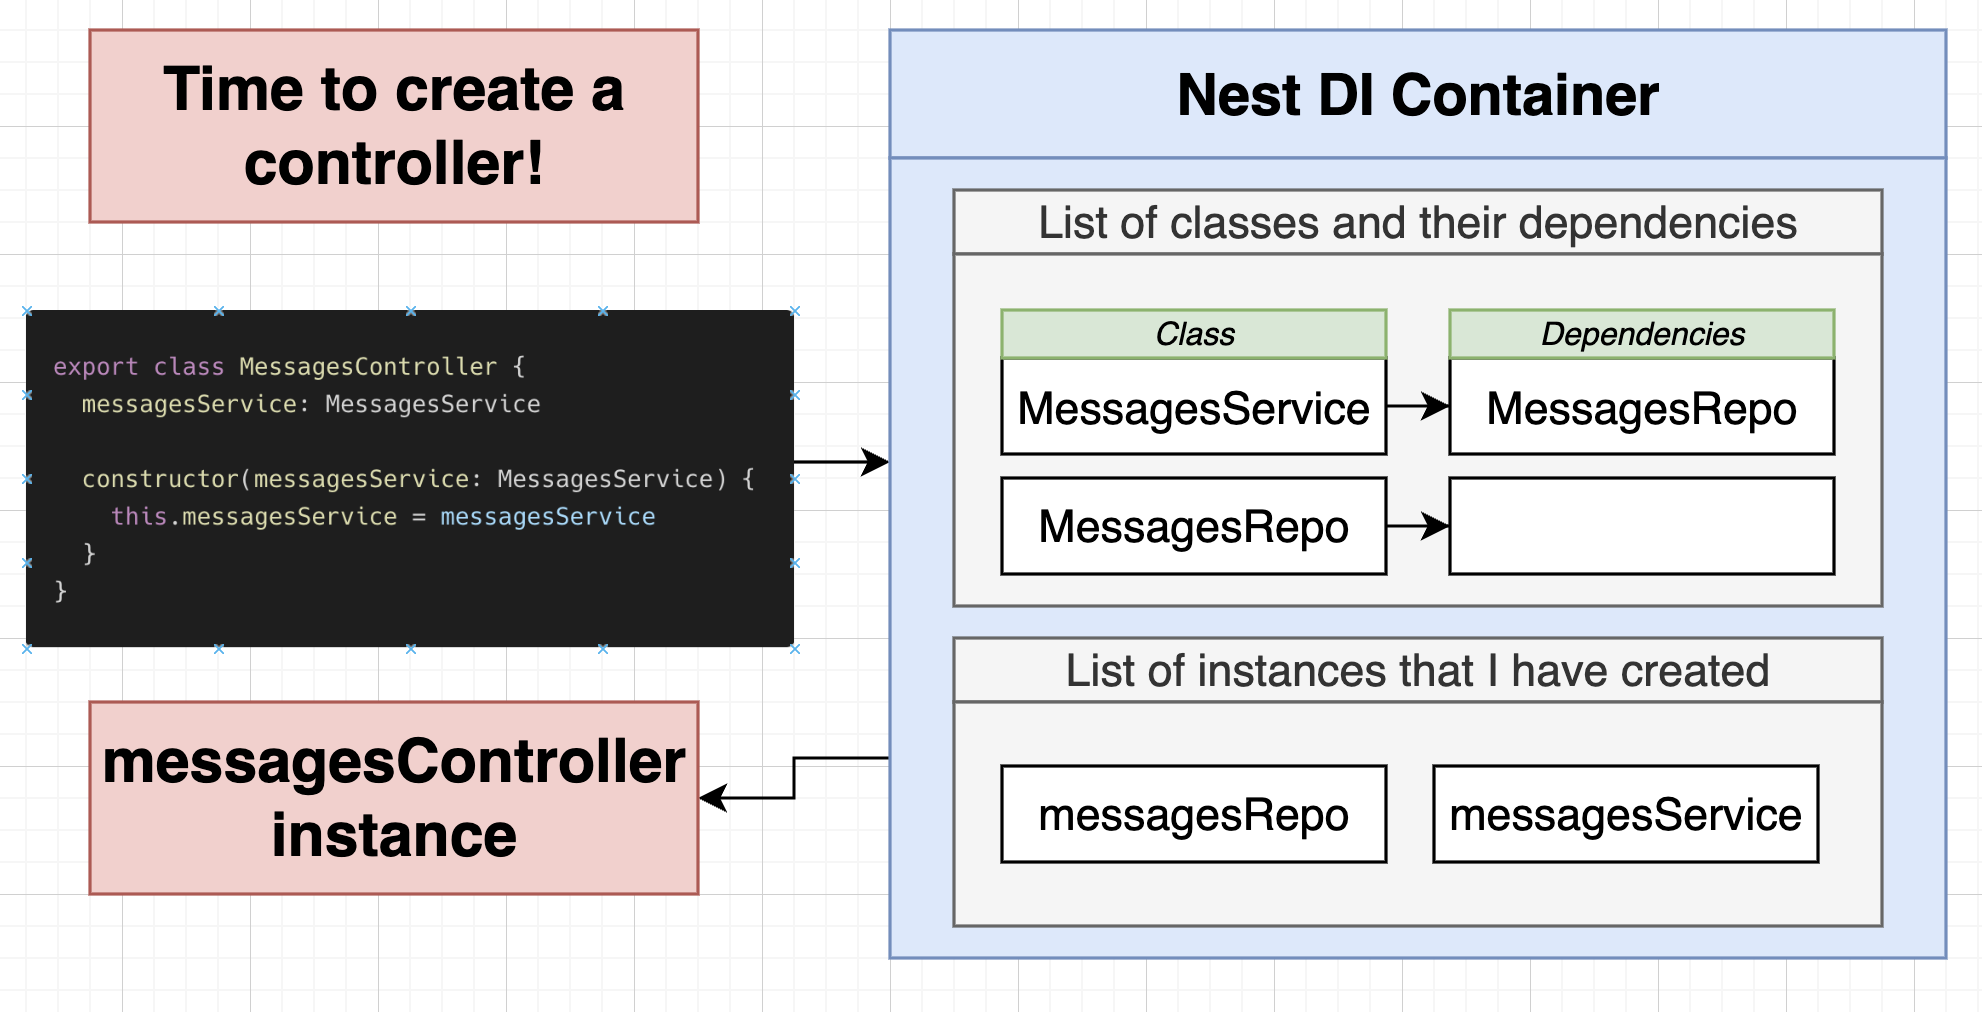 Time to create a
controller!
export class MessagesController {
messagesService: MessagesService
constructor(messagesService: MessagesService) {
this.messagesService = messagesService
}
}
messagesController
instance
Nest DI Container
List of classes and their dependencies
Class
Dependencies
MessagesService
MessagesRepo
MessagesRepo
List of instances that I have created
messagesRepo
messagesService